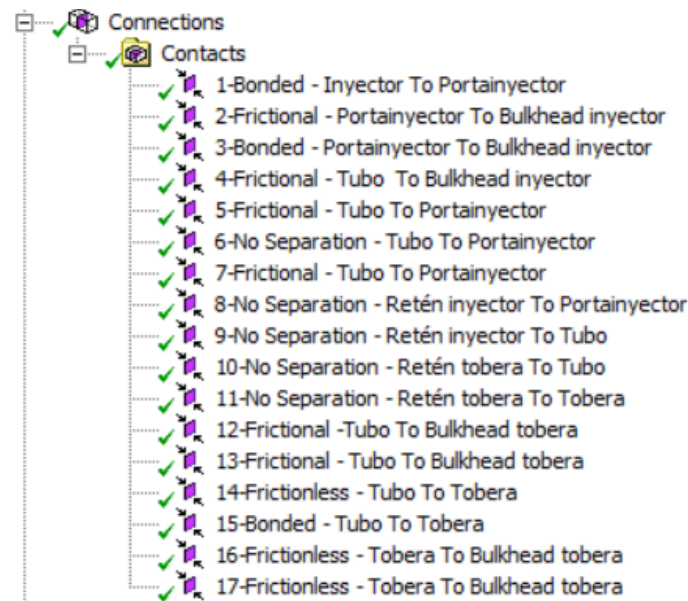 Connections
Contacts
1-Bonded - Inyector To Portainyector
2-Frictional - Portainyector To Bulkhead inyector
3-Bonded - Portainyector To Bulkhead inyector
4-Frictional - Tubo  To Bulkhead inyector
5-Frictional - Tubo To Portainyector
6-No Separation - Tubo To Portainyector
7-Frictional - Tubo To Portainyector
8-No Separation - Retén inyector To Portainyector
9-No Separation - Retén inyector To Tubo
10-No Separation - Retén tobera To Tubo
11-No Separation - Retén tobera To Tobera
12-Frictional -Tubo To Bulkhead tobera
13-Frictional - Tubo To Bulkhead tobera
14-Frictionless - Tubo To Tobera
15-Bonded - Tubo To Tobera
16-Frictionless - Tobera To Bulkhead tobera
17-Frictionless - Tobera To Bulkhead tobera